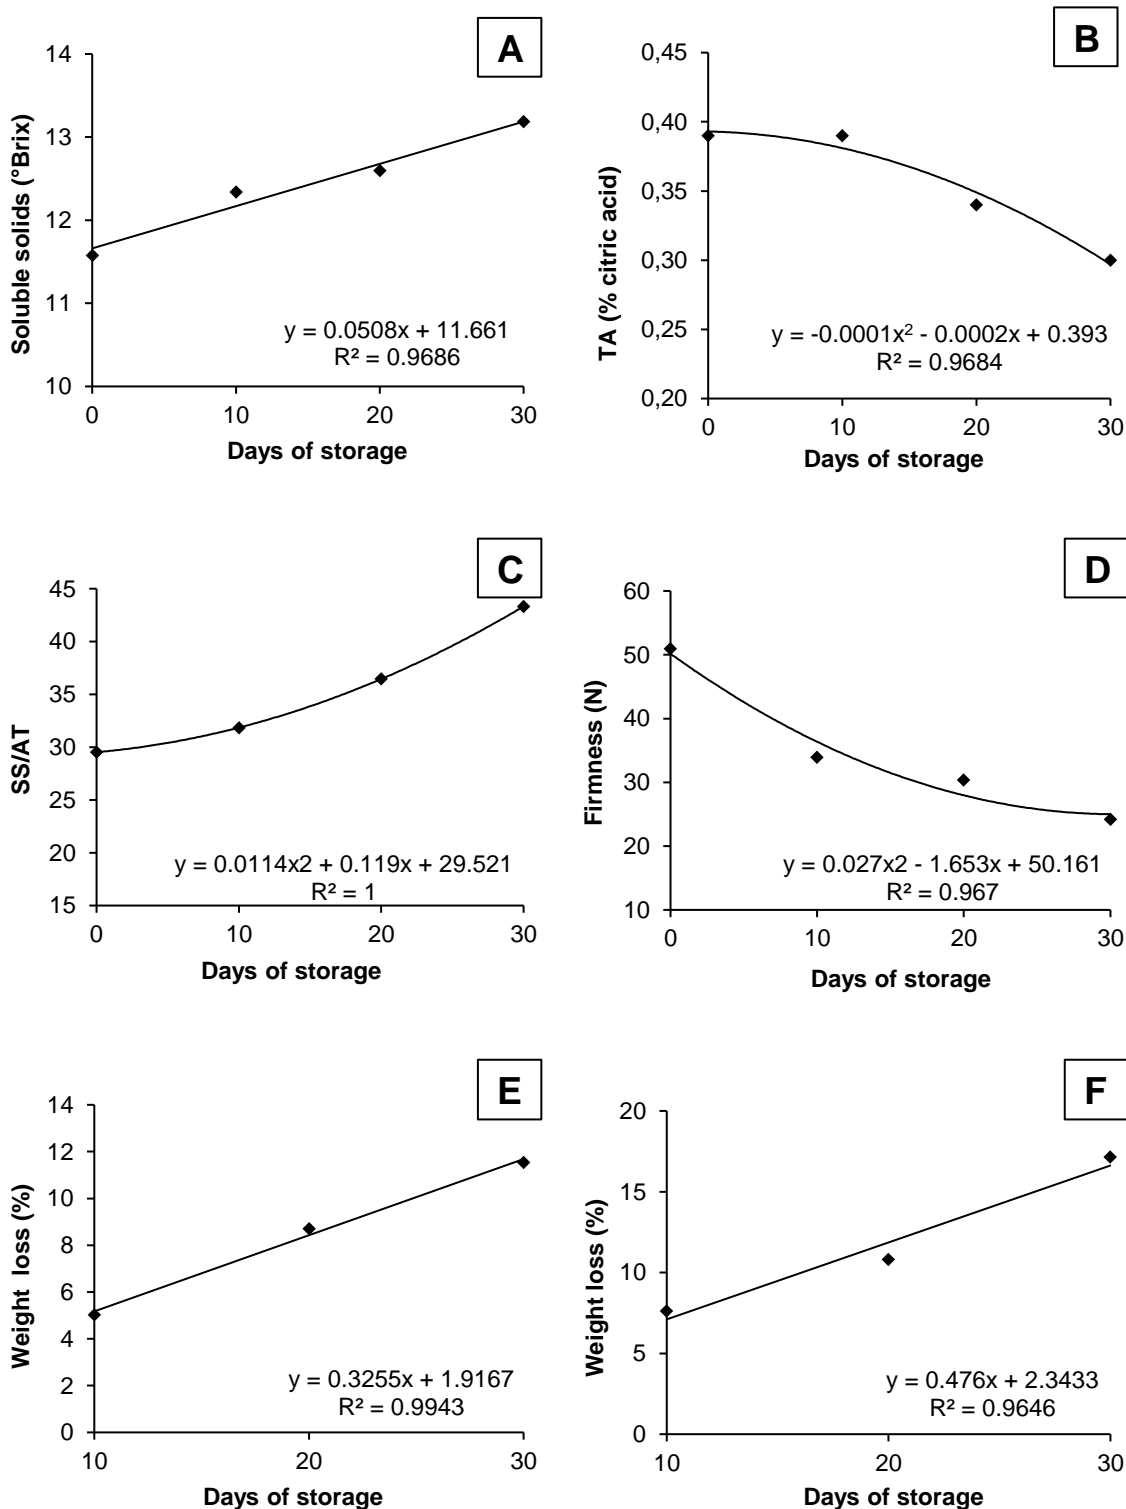 A
Soluble solids (°Brix)
14
13
12
11
10
y = 0.0508x + 11.661
R² = 0.9686
0 10 20 30
Days of storage
B
TA (% citric acid)
0,45
0,40
0,35
0,30
0,25
0,20
y = -0.0001x² - 0.0002x + 0.393
R² = 0.9684
0 10 20 30
Days of storage
C
SS/AT
45
40
35
30
25
20
15
y = 0.0114x2 + 0.119x + 29.521
R² = 1
0 10 20 30
Days of storage
D
Firmness (N)
60
50
40
30
20
10
y = 0.027x2 - 1.653x + 50.161
R² = 0.967
0 10 20 30
Days of storage
E
Weight loss (%)
14
12
10
8
6
4
2
0
y = 0.3255x + 1.9167
R² = 0.9943
10 20 30
Days of storage
F
Weight loss (%)
20
15
10
5
0
y = 0.476x + 2.3433
R² = 0.9646
10 20 30
Days of storage